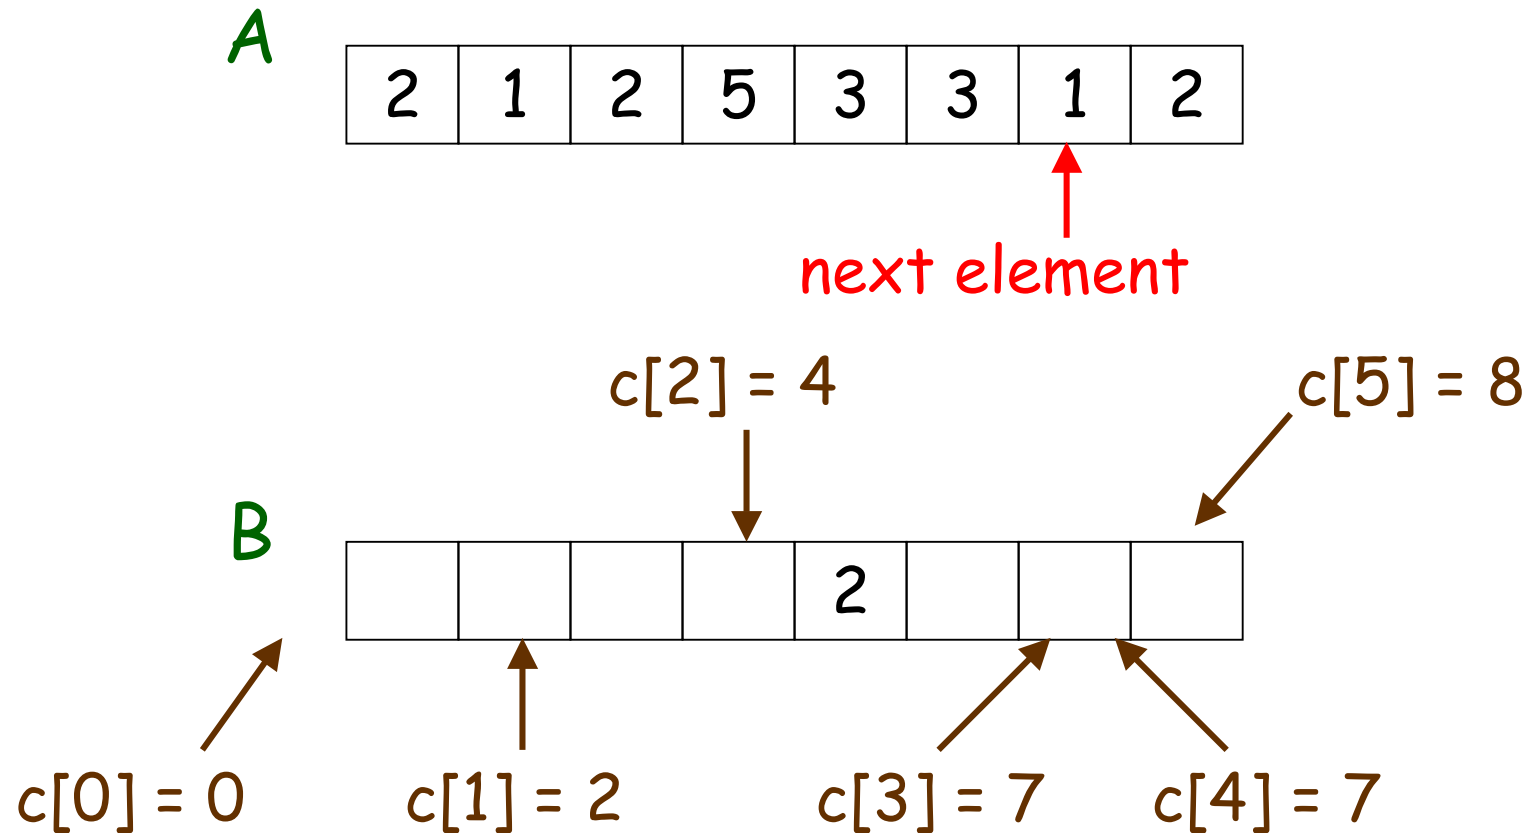 A
2 1 2 5 3 3 1 2
next element
c[2] = 4
c[5] = 8
B
2
c[0] = 0
c[1] = 2
c[3] = 7
c[4] = 7